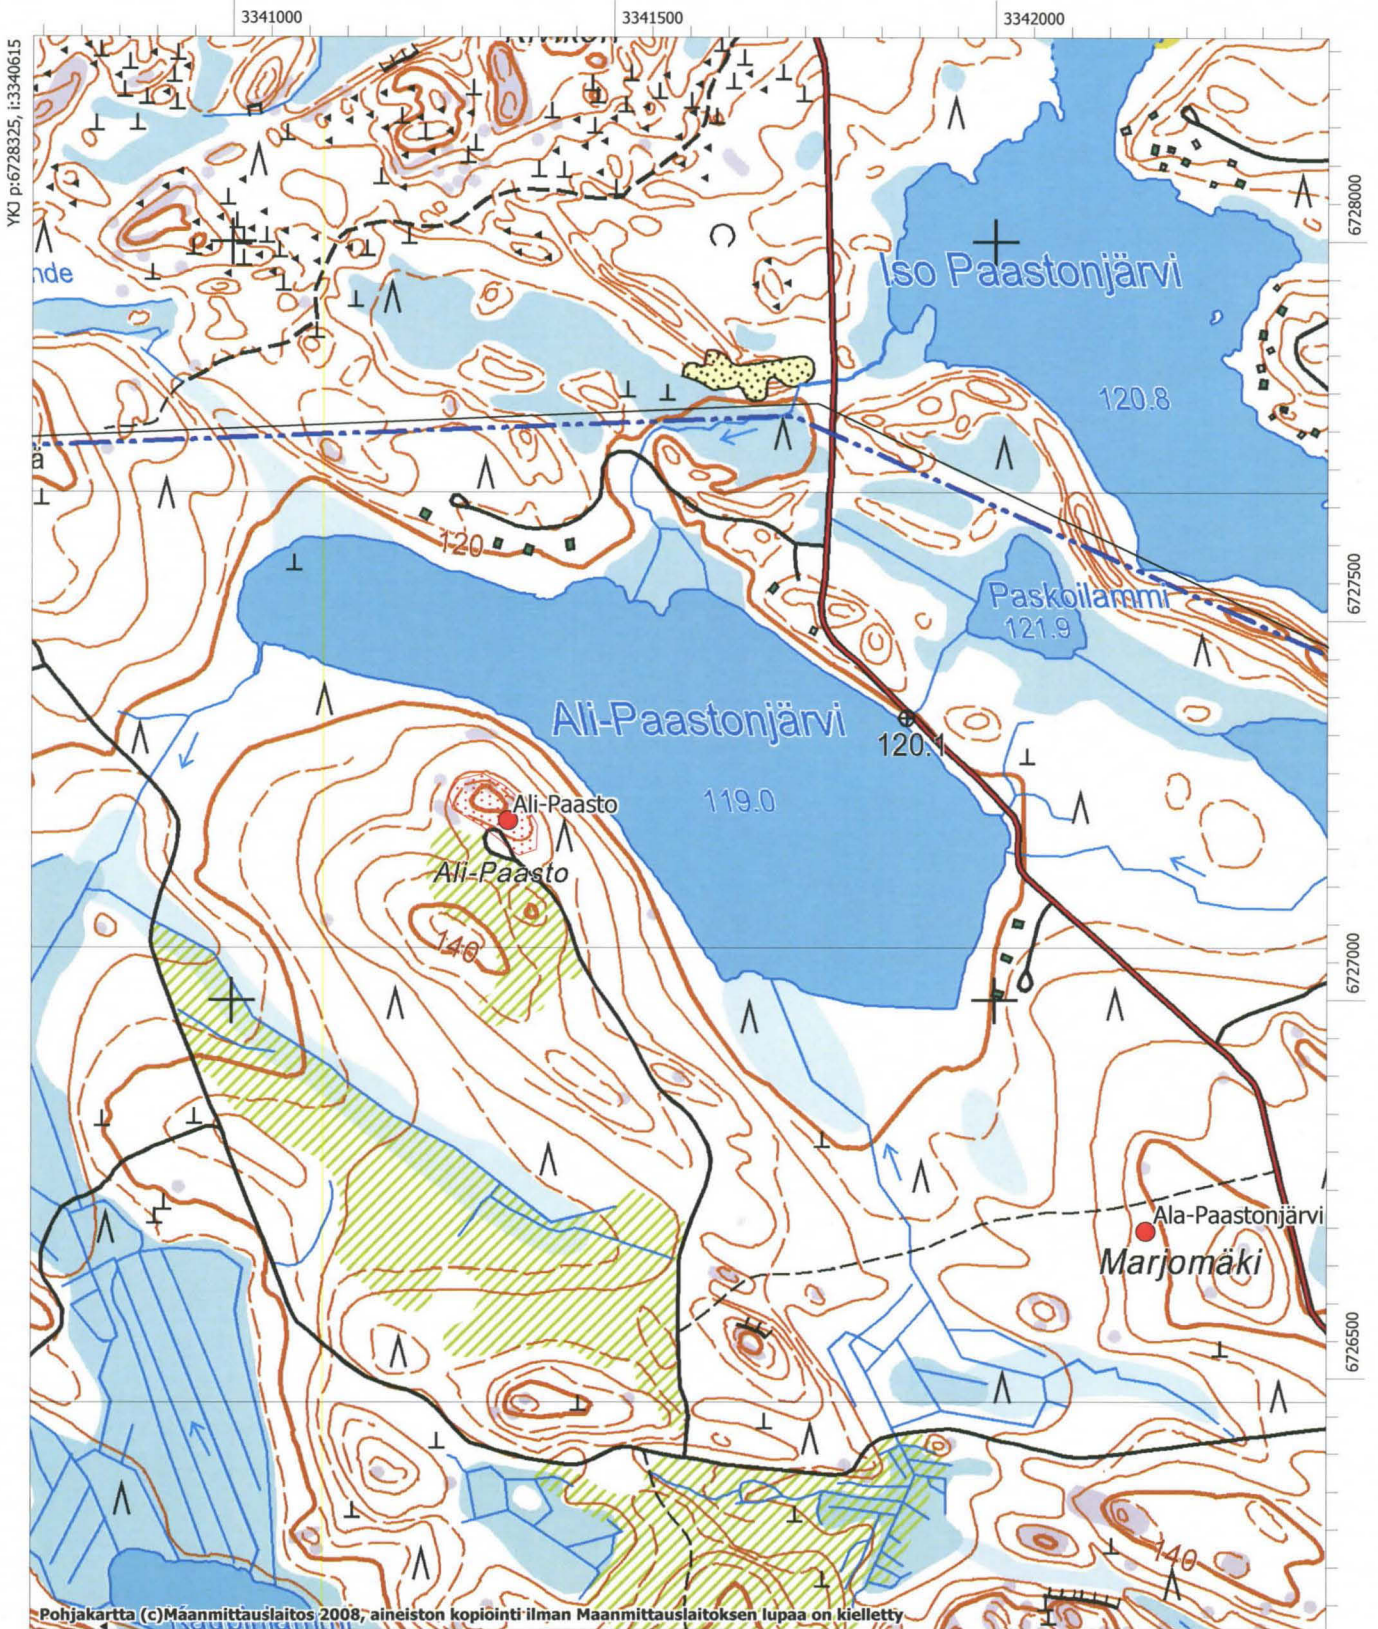 3341000
3341500
3342000
YKJ p:6728325, i:3340615
6728000
Iso Paastonjärvi
nde
120.8
ä
120
6727500
Paskoilammi
121.9
Ali-Paastonjärvi
120.1
119.0
Ali-Paasto
Ali-Paasto
140
6727000
Ala-Paastonjärvi
Marjomäki
6726500
140
Pohjakartta (c)Maanmittauslaitos 2008, aineiston kopiointi ilman Maanmittauslaitoksen lupaa on kielletty